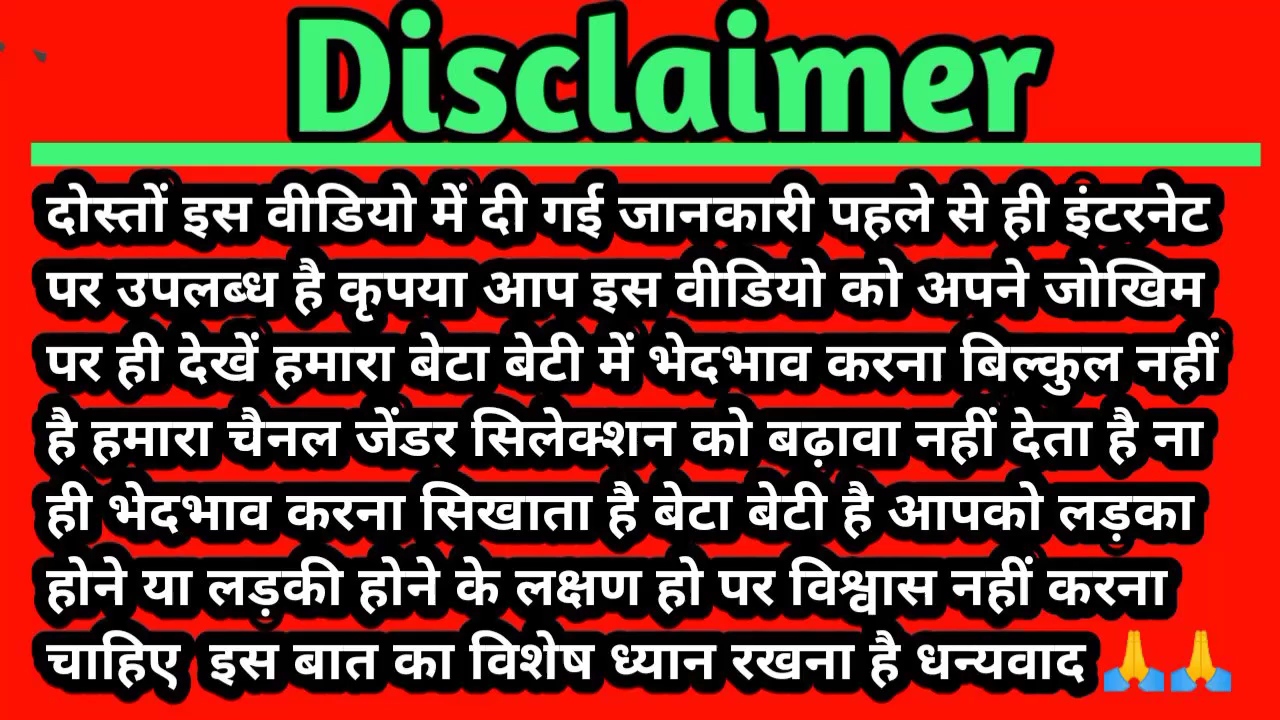 Disclaimer
दोस्तों इस वीडियो में दी गई जानकारी पहले से ही इंटरनेट
पर उपलब्ध है कृपया आप इस वीडियो को अपने जोखिम
पर ही देखें हमारा बेटा बेटी में भेदभाव करना बिल्कुल नहीं
है हमारा चैनल जेंडर सिलेक्शन को बढ़ावा नहीं देता है ना
ही भेदभाव करना सिखाता है बेटा बेटी है आपको लड़का
होने या लड़की होने के लक्षण हो पर विश्वास नहीं करना
चाहिए इस बात का विशेष ध्यान रखना है धन्यवाद 🙏🙏